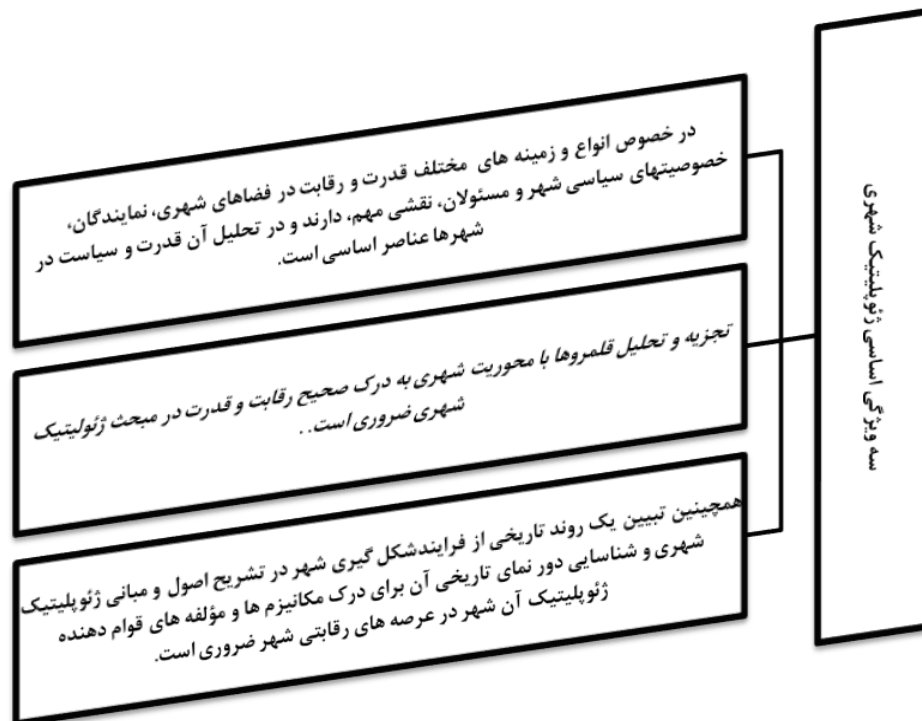 سه ویژگی اساسی ژئوپلیتیک شهری
در خصوص انواع و زمینه های مختلف قدرت و رقابت در فضاهای شهری، نمایندگان،
خصوصیتهای سیاسی شهر و مسئولان، نقشی مهم، دارند و در تحلیل آن قدرت و سیاست در
شهرها عناصر اساسی است.
تجزیه و تحلیل قلمروها با محوریت شهری به درک صحیح رقابت و قدرت در مبحث ژئولیتیک
شهری ضروری است. .
همچینین تبیین یک روند تاریخی از فرایندشکل گیری شهر در تشریح اصول و مبانی ژئوپلیتیک
شهری و شناسایی دور نمای تاریخی آن برای درک مکانیزم ها و مؤلفه های قوام دهنده
ژئوپلیتیک آن شهر در عرصه های رقابتی شهر ضروری است.